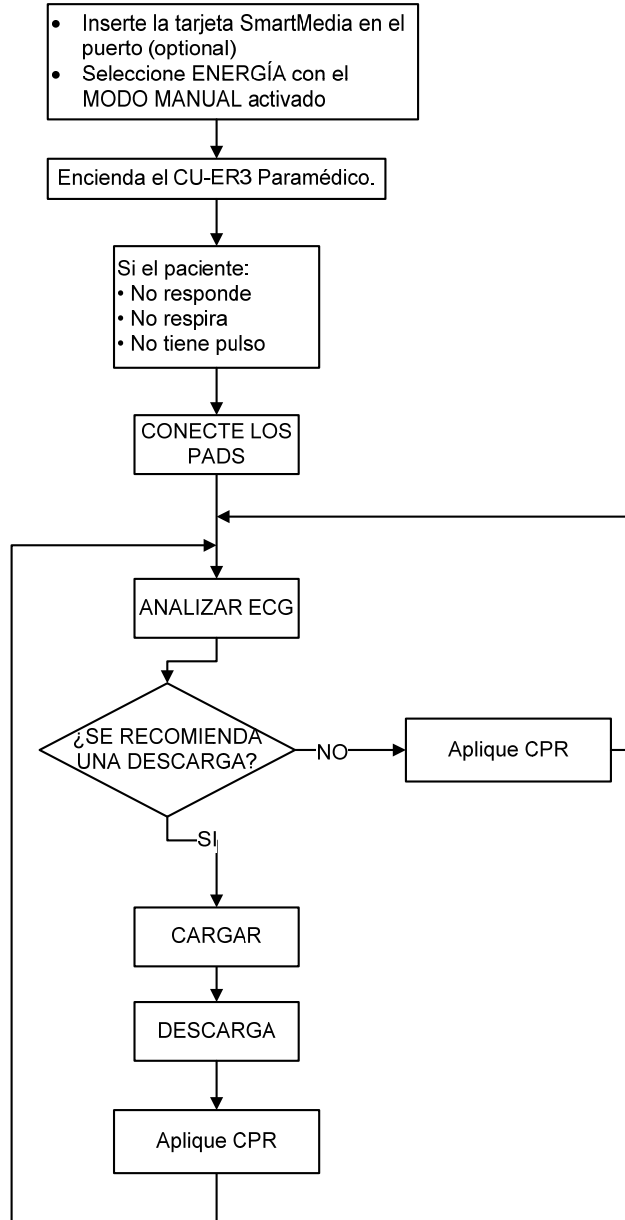 • Inserte la tarjeta SmartMedia en el
puerto (optional)
• Seleccione ENERGÍA con el
MODO MANUAL activado
Encienda el CU-ER3 Paramédico.
Si el paciente:
• No responde
• No respira
• No tiene pulso
CONECTE LOS
PADS
ANALIZAR ECG
¿SE RECOMIENDA
UNA DESCARGA?
NO
Aplique CPR
SI
CARGAR
DESCARGA
Aplique CPR